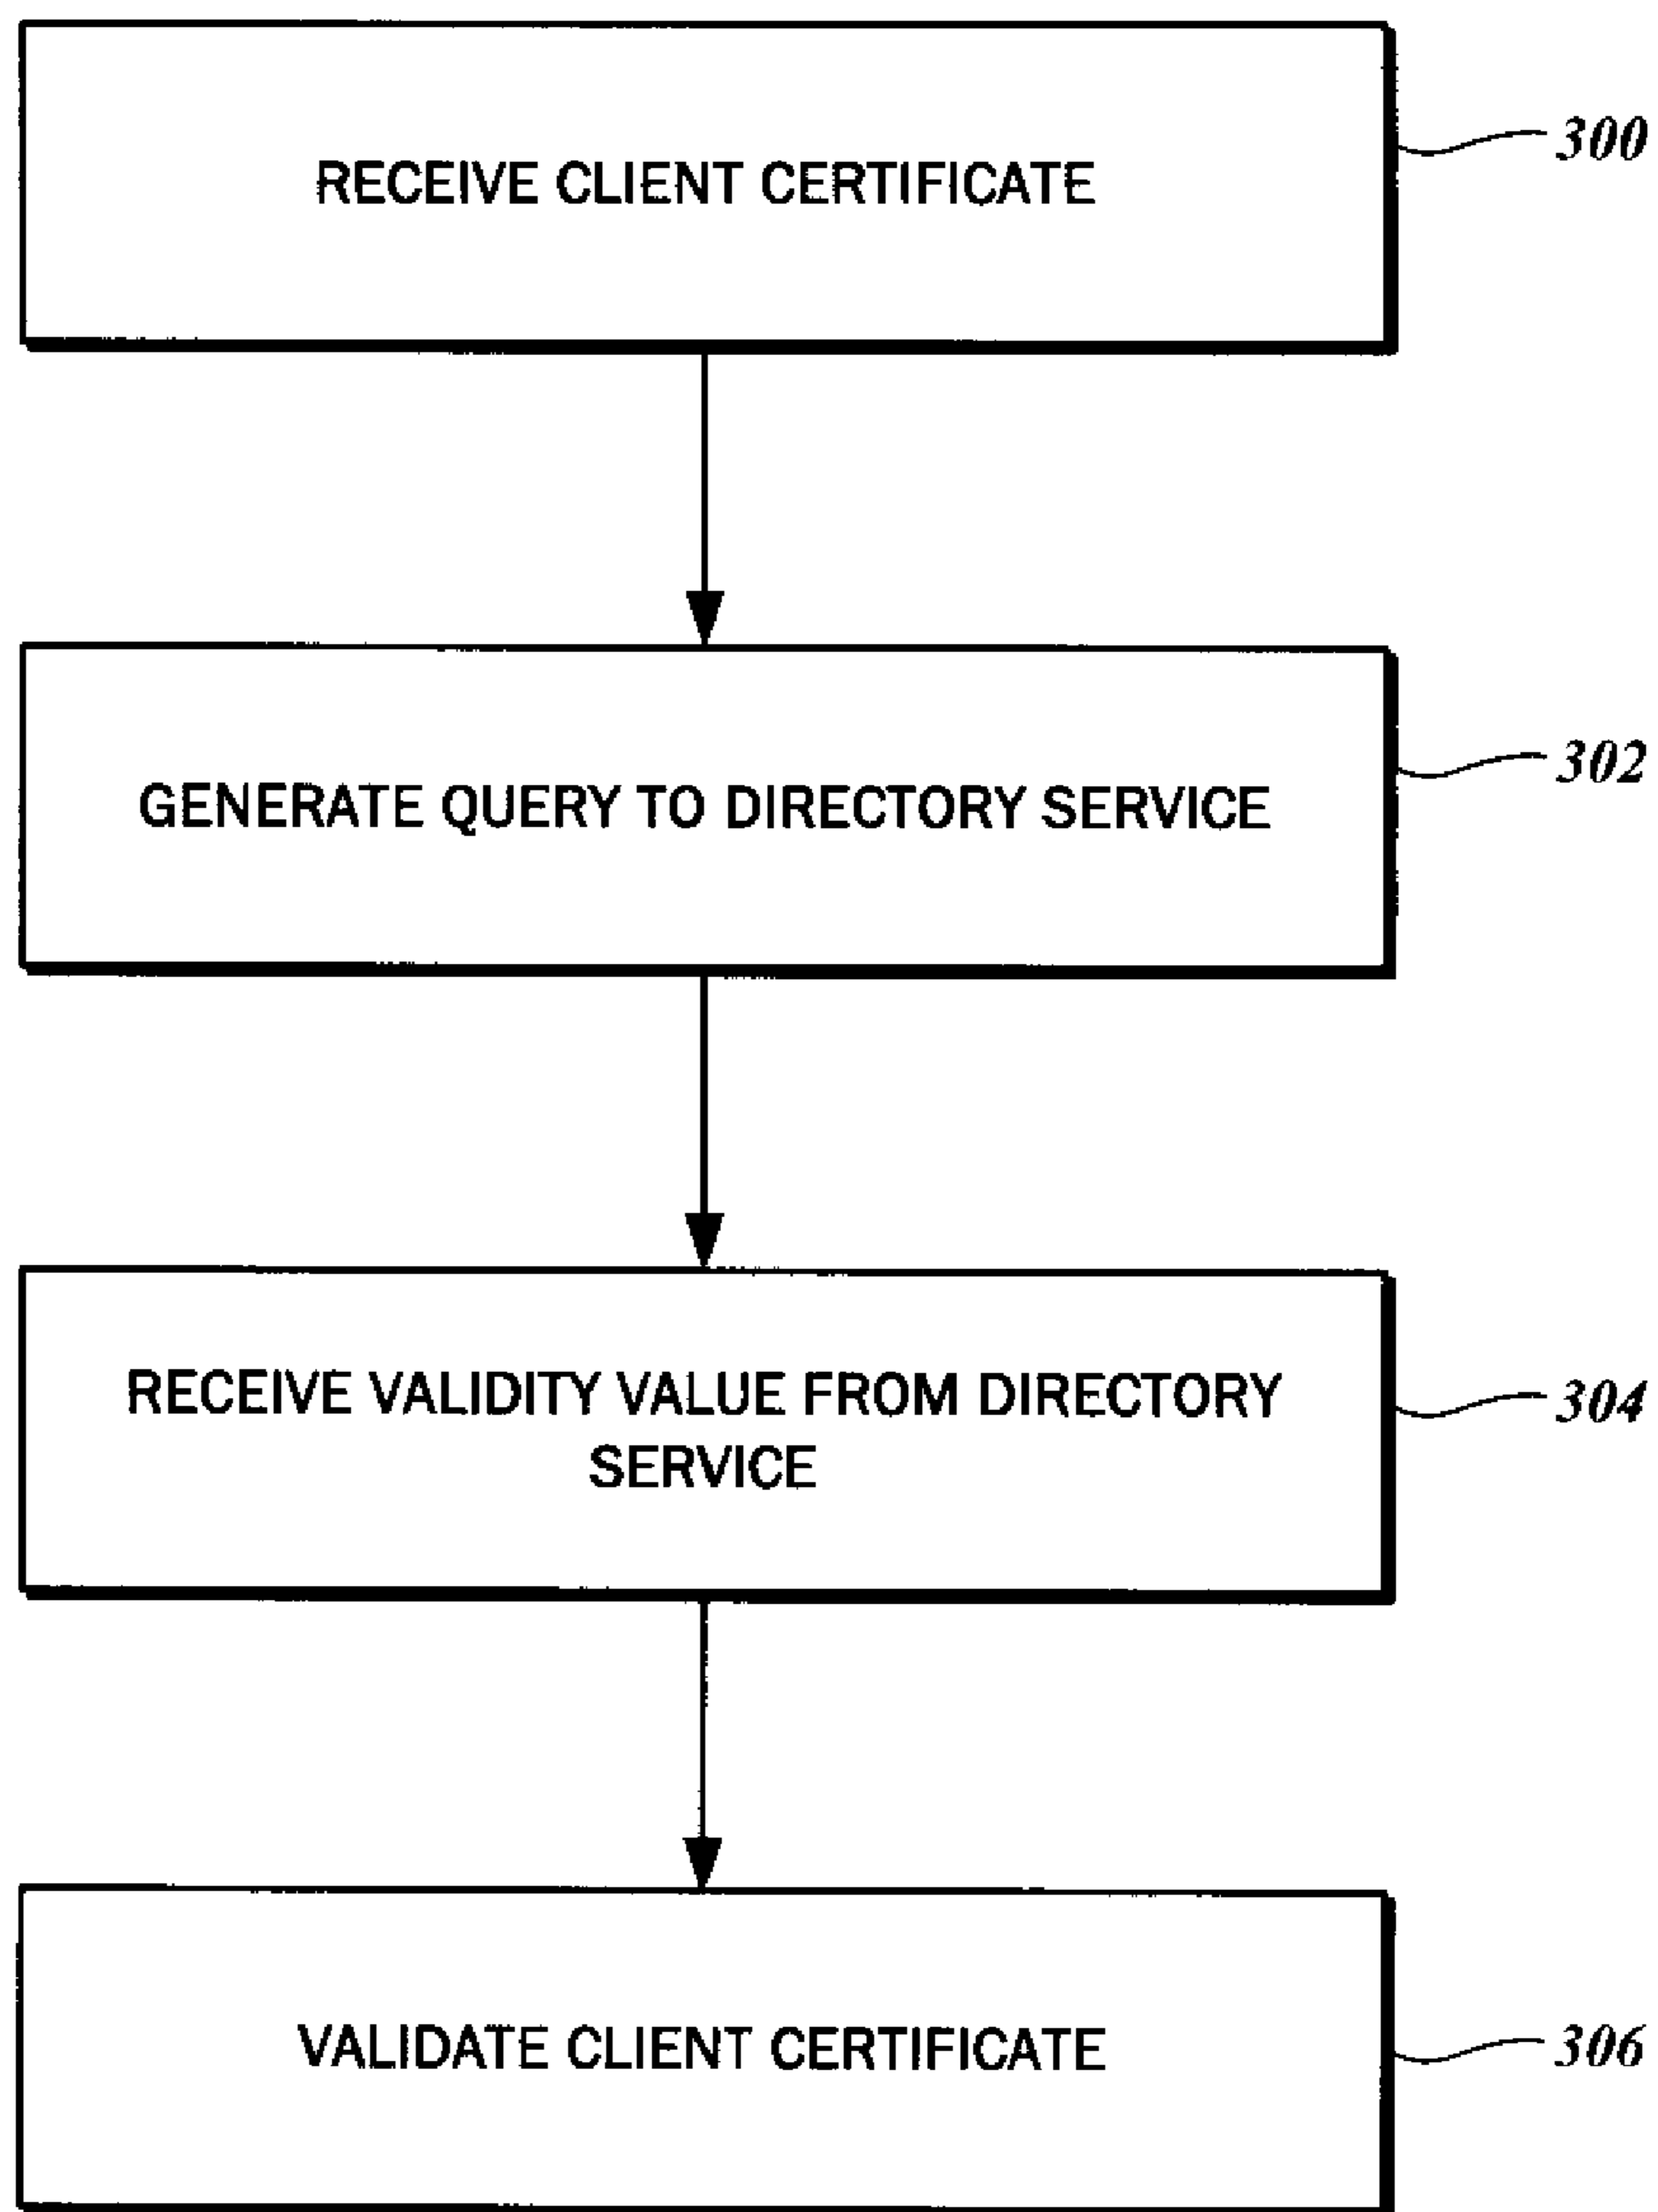 RECEIVE CLIENT CERTIFICATE
300
GENERATE QUERY TO DIRECTORY SERVICE
302
RECEIVE VALIDITY VALUE FROM DIRECTORY
SERVICE
304
VALIDATE CLIENT CERTIFICATE
306